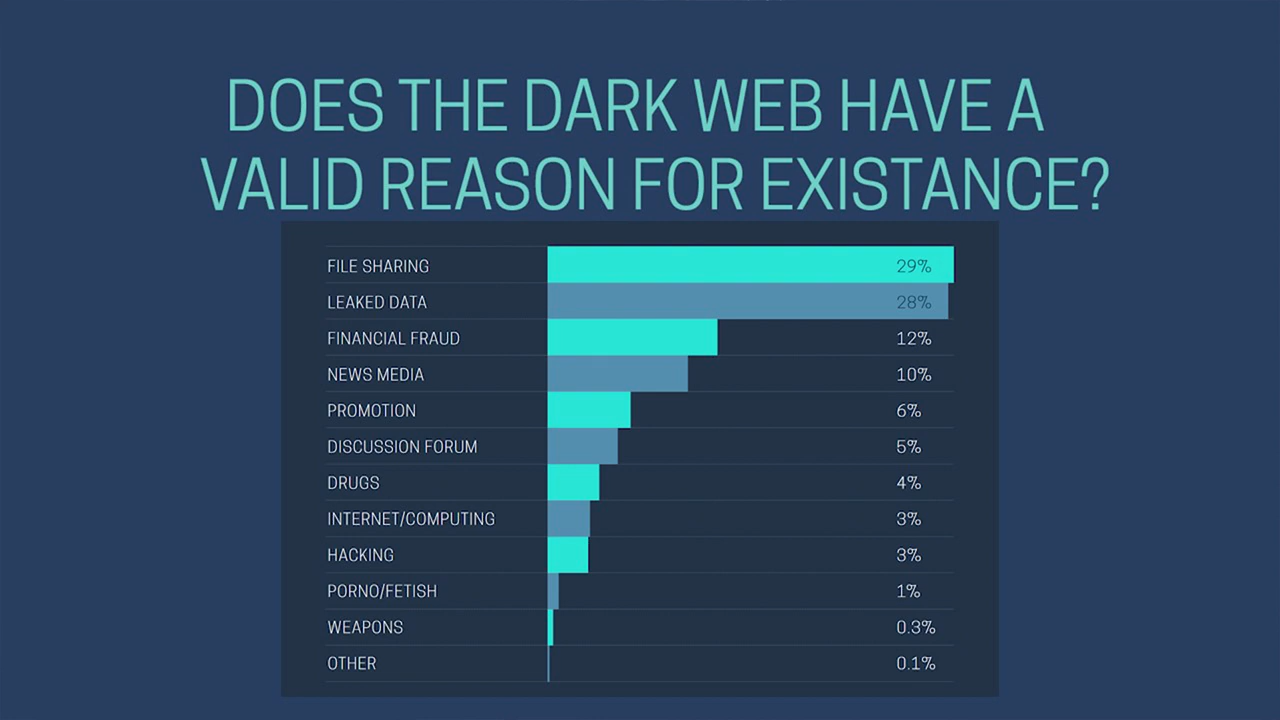 DOES THE DARK WEB HAVE A
VALID REASON FOR EXISTANCE?
FILE SHARING 29%
LEAKED DATA 28%
FINANCIAL FRAUD 12%
NEWS MEDIA 10%
PROMOTION 6%
DISCUSSION FORUM 5%
DRUGS 4%
INTERNET/COMPUTING 3%
HACKING 3%
PORNO/FETISH 1%
WEAPONS 0.3%
OTHER 0.1%